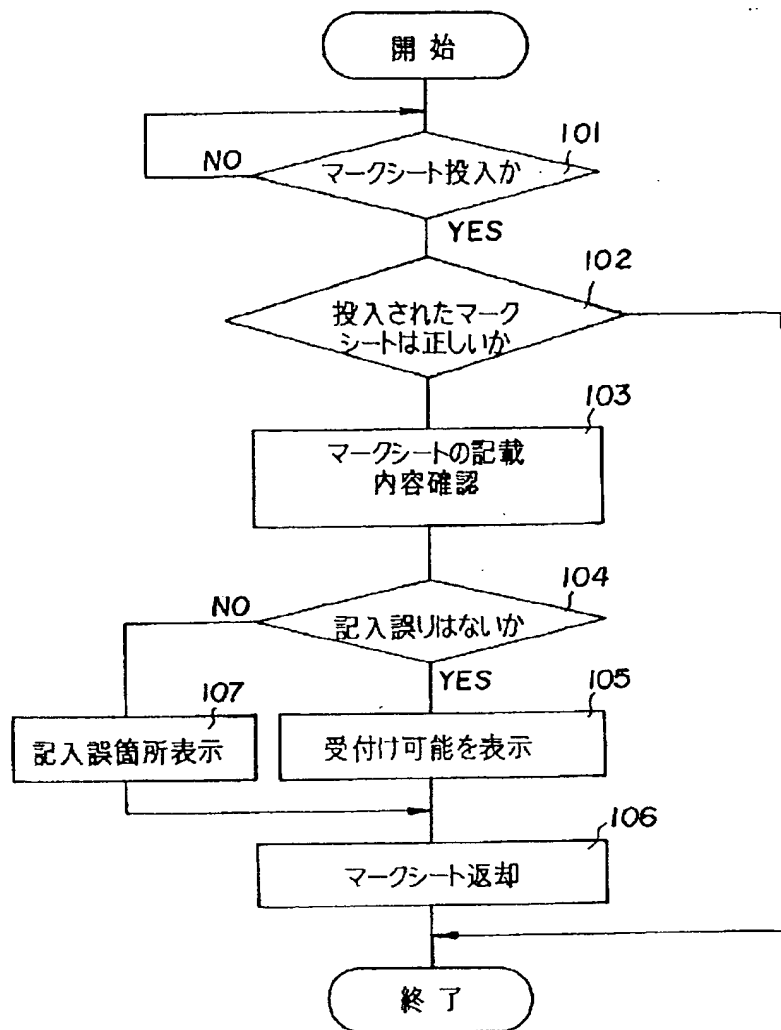 開始
101
NO
マークシート投入か
YES
102
投入されたマーク
シートは正しいか
103
マークシートの記載
内容確認
104
NO
記入誤りはないか
YES
107
105
記入誤箇所表示
受付け可能を表示
106
マークシート返却
終了